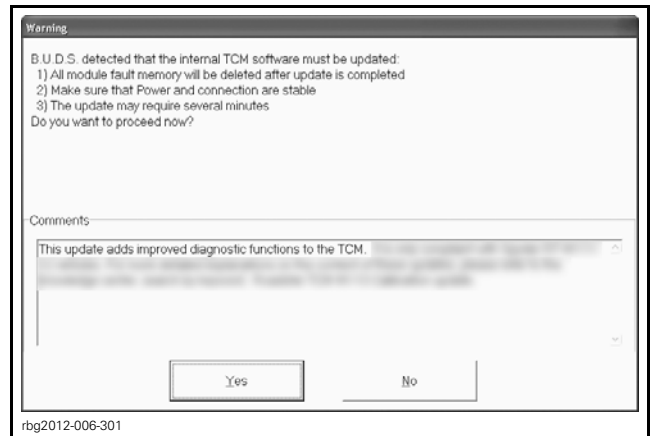 Warning
B.U.D.S. detected that the internal TCM software must be updated:
1) All module fault memory will be deleted after update is completed
2) Make sure that Power and connection are stable
3) The update may require several minutes
Do you want to proceed now?
Comments
This update adds improved diagnostic functions to the TCM.
Yes
No
rbg2012-006-301